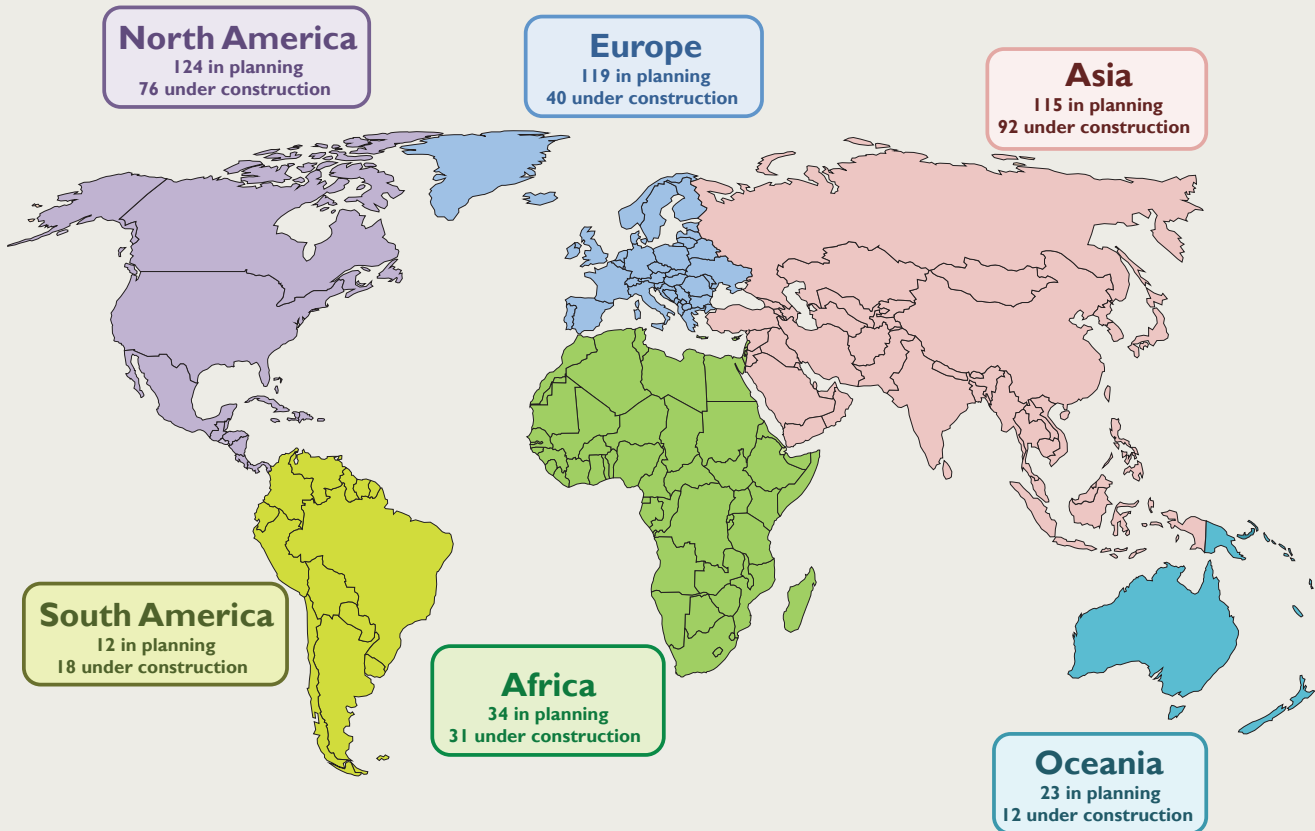 North America
124 in planning
76 under construction
Europe
119 in planning
40 under construction
Asia
115 in planning
92 under construction
South America
12 in planning
18 under construction
Africa
34 in planning
31 under construction
Oceania
23 in planning
12 under construction